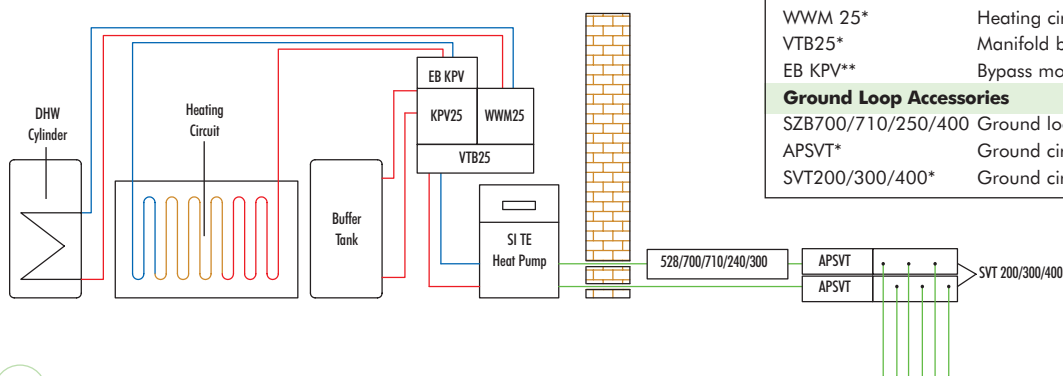 WWM 25* Heating cir
VTB25* Manifold b
EB KPV** Bypass mo
Ground Loop Accessories
SZB700/710/250/400 Ground lo
APSVT* Ground cir
SVT200/300/400* Ground cir
DHW
Cylinder
Heating
Circuit
Buffer
Tank
EB KPV
KPV25
WWM25
VTB25
SI TE
Heat Pump
528/700/710/240/300
APSVT
APSVT
SVT 200/300/400